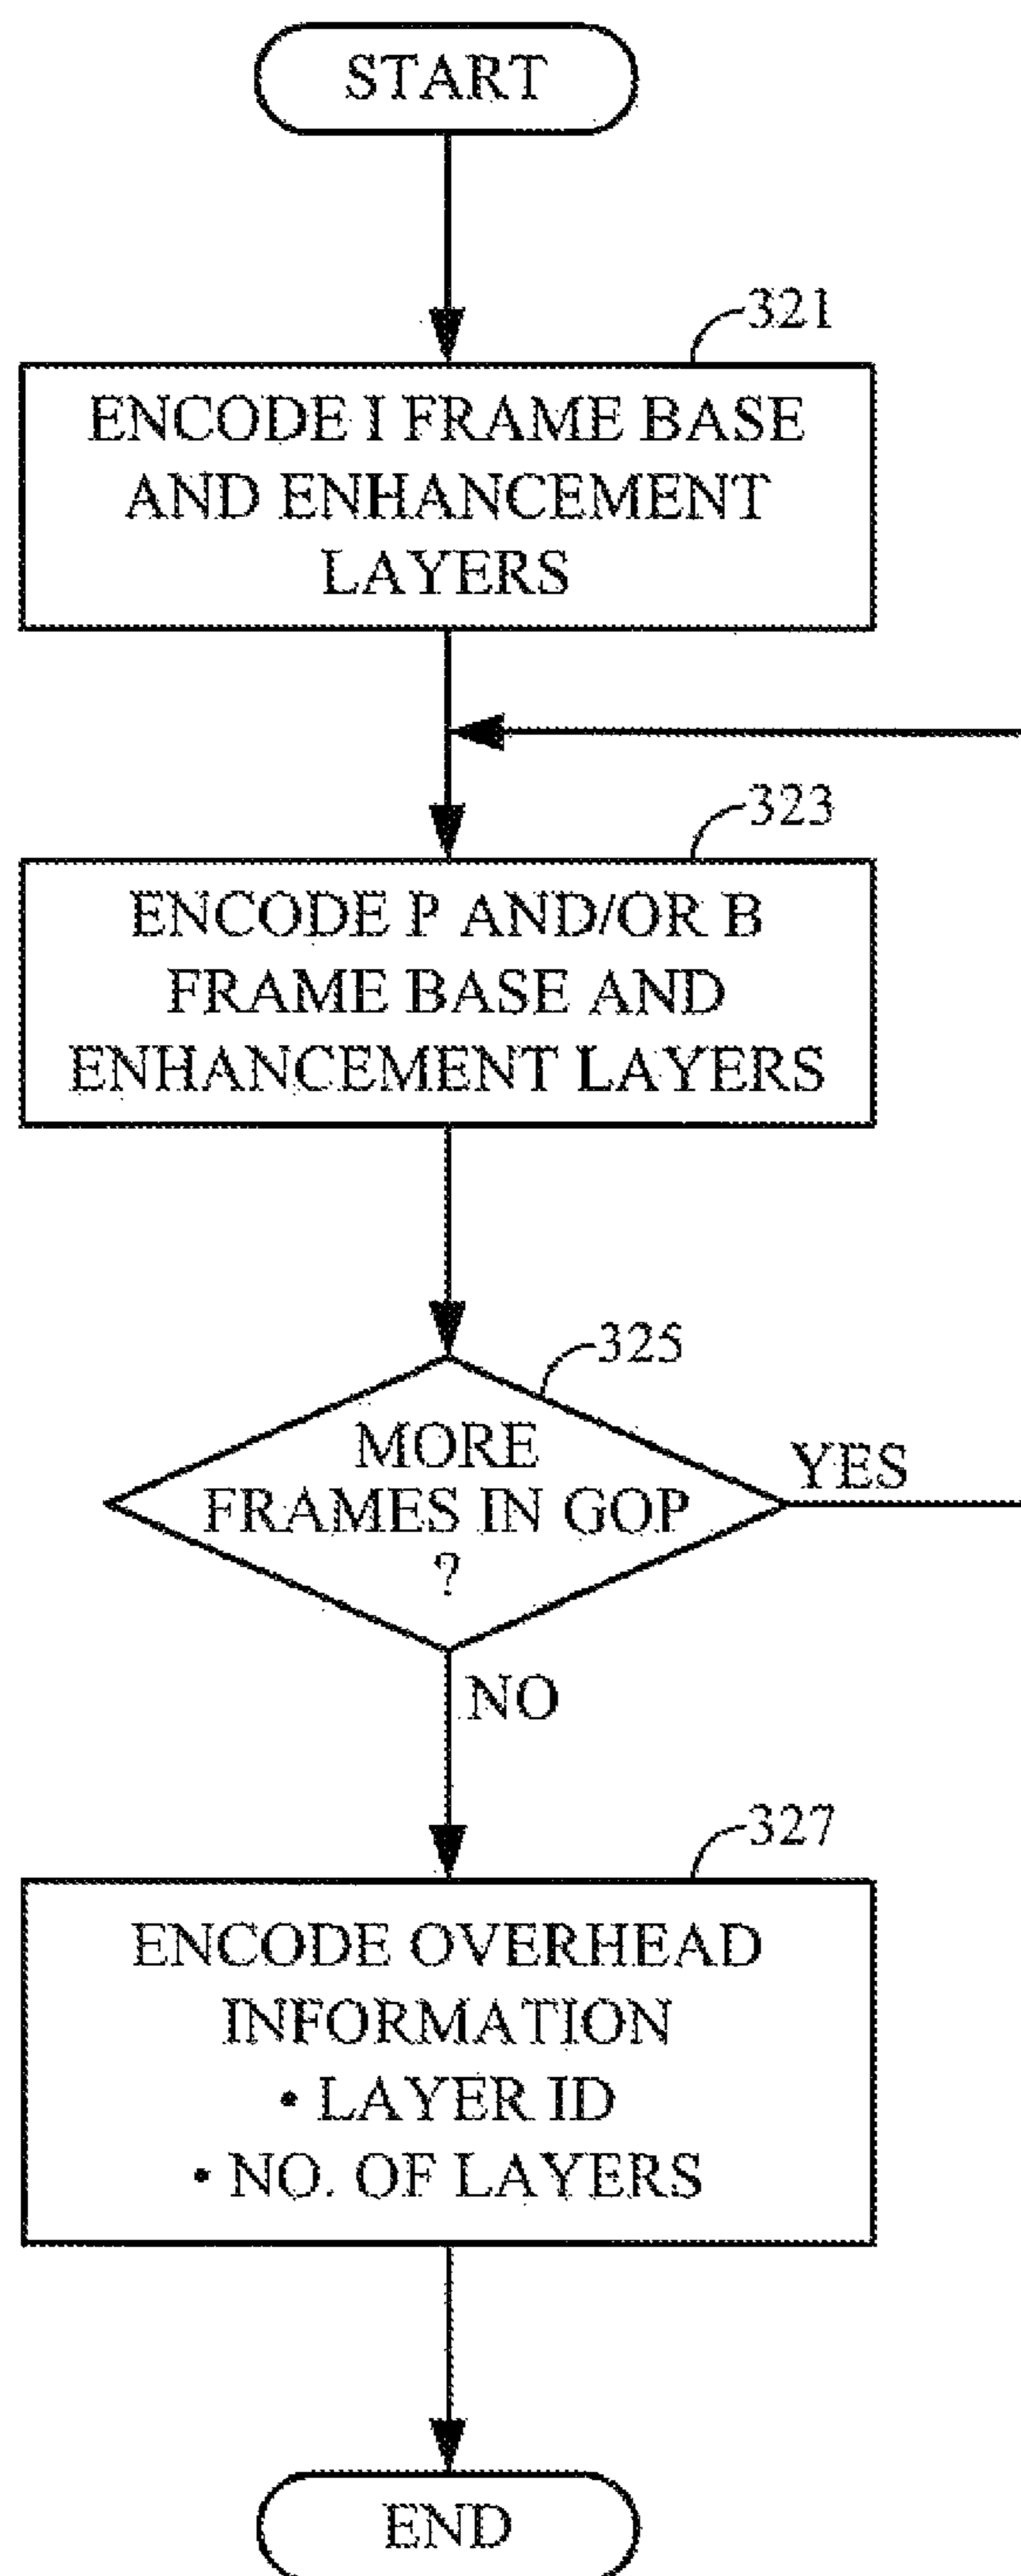 START
321
ENCODE I FRAME BASE
AND ENHANCEMENT
LAYERS
323
ENCODE P AND/OR B
FRAME BASE AND
ENHANCEMENT LAYERS
325
MORE
FRAMES IN GOP
?
YES
NO
327
ENCODE OVERHEAD
INFORMATION
• LAYER ID
• NO. OF LAYERS
END